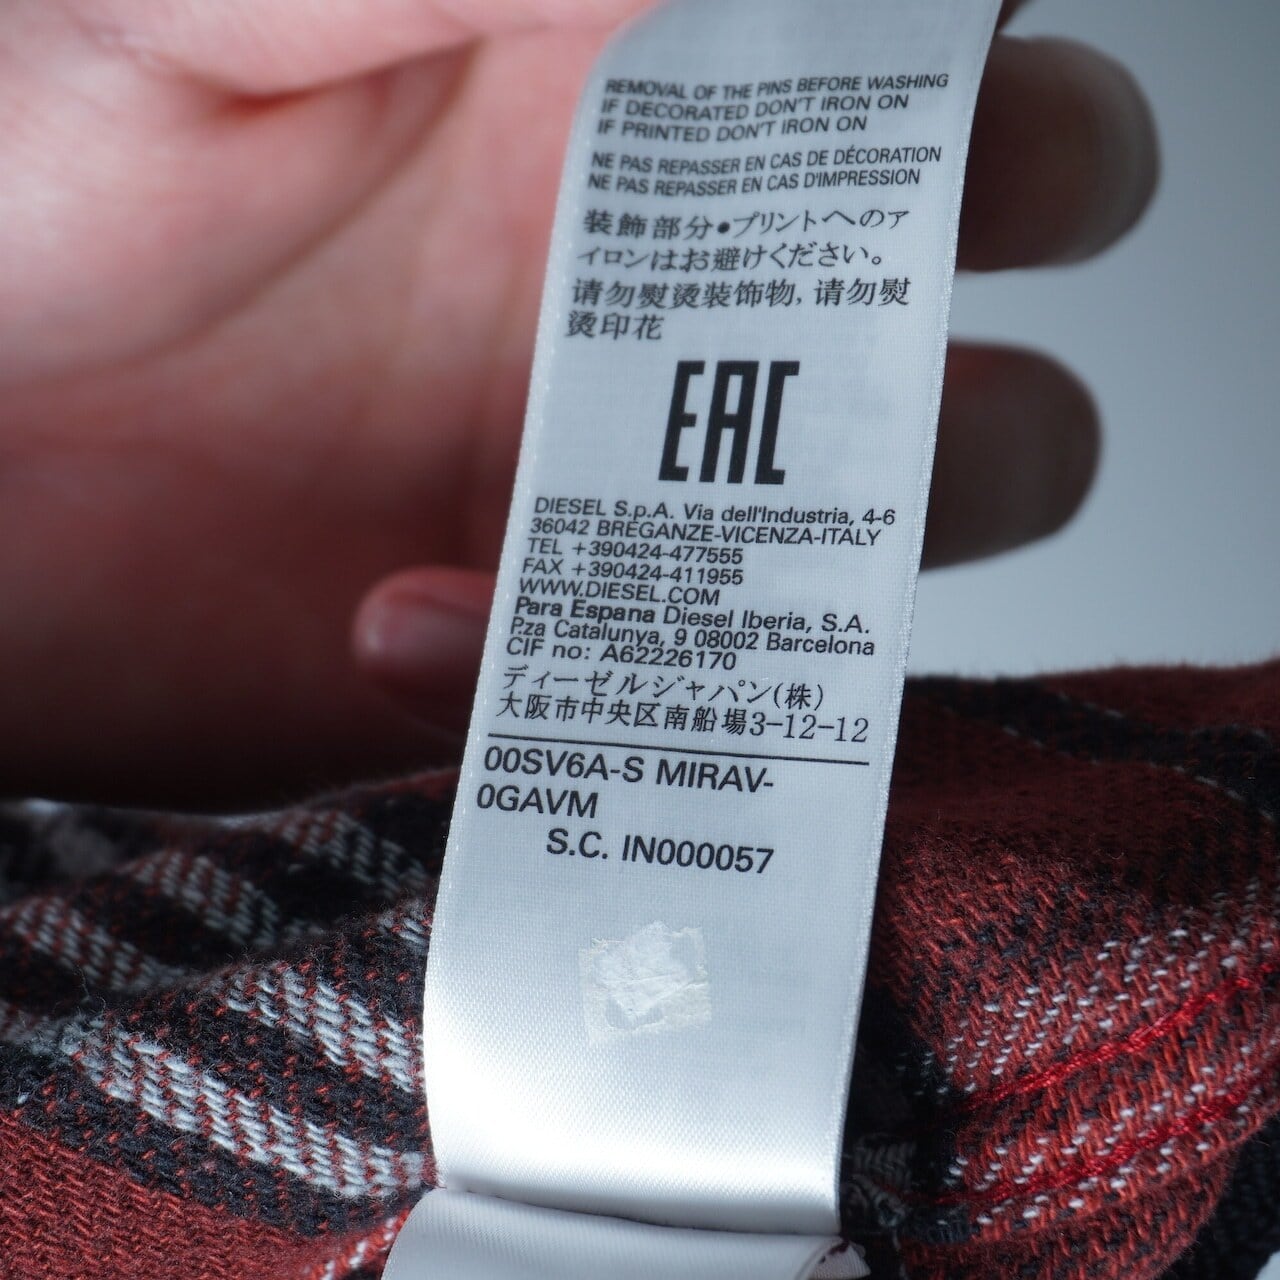 REMOVAL OF THE PINS BEFORE WASHING
IF DECORATED DON'T IRON ON
IF PRINTED DON'T IRON ON
NE PAS REPASSER EN CAS DE DÉCORATION
NE PAS REPASSER EN CAS D'IMPRESSION
装飾部分•プリントへのア
イロンはお避けください。
请勿熨烫装饰物, 请勿熨
烫印花
EAC
DIESEL S.p.A. Via dell'Industria, 4-6
36042 BREGANZE-VICENZA-ITALY
TEL +390424-477555
FAX +390424-411955
WWW.DIESEL.COM
Para Espana Diesel Iberia, S.A.
P.za Catalunya, 9 08002 Barcelona
CIF no: A62226170
ディーゼルジャパン(株)
大阪市中央区南船場3-12-12
00SV6A-S MIRAV-
0GAVM
S.C. IN000057